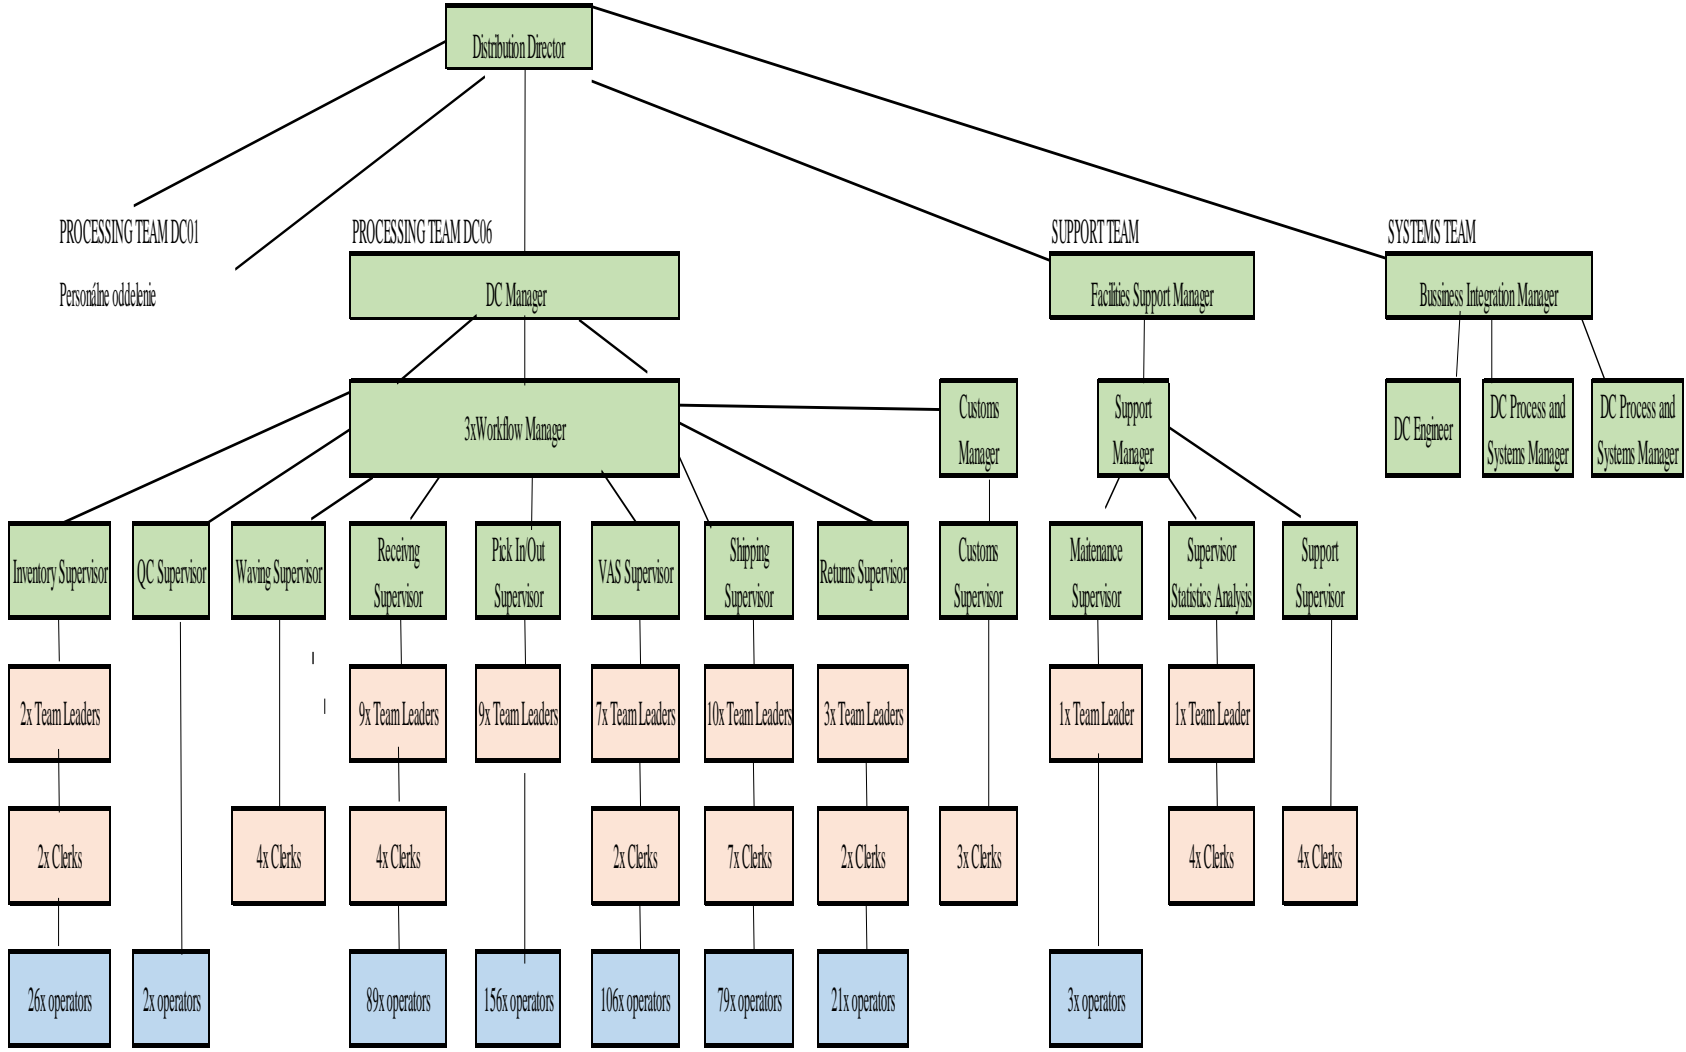 Distribution Director
PROCESSING TEAM DC01
PROCESSING TEAM DC06
SUPPORT TEAM
SYSTEMS TEAM
Personálne oddelenie
DC Manager
Facilities Support Manager
Bussiness Integration Manager
3xWorkflow Manager
Customs
Manager
Support
Manager
DC Engineer
DC Process and
Systems Manager
DC Process and
Systems Manager
Inventory Supervisor
QC Supervisor
Waving Supervisor
Receivng
Supervisor
Pick In/Out
Supervisor
VAS Supervisor
Shipping
Supervisor
Returns Supervisor
Customs
Supervisor
Maitenance
Supervisor
Supervisor
Statistics Analysis
Support
Supervisor
2x Team Leaders
9x Team Leaders
9x Team Leaders
7x Team Leaders
10x Team Leaders
3x Team Leaders
1x Team Leader
1x Team Leader
2x Clerks
4x Clerks
4x Clerks
2x Clerks
7x Clerks
2x Clerks
3x Clerks
4x Clerks
4x Clerks
26x operators
2x operators
89x operators
156x operators
106x operators
79x operators
21x operators
3x operators